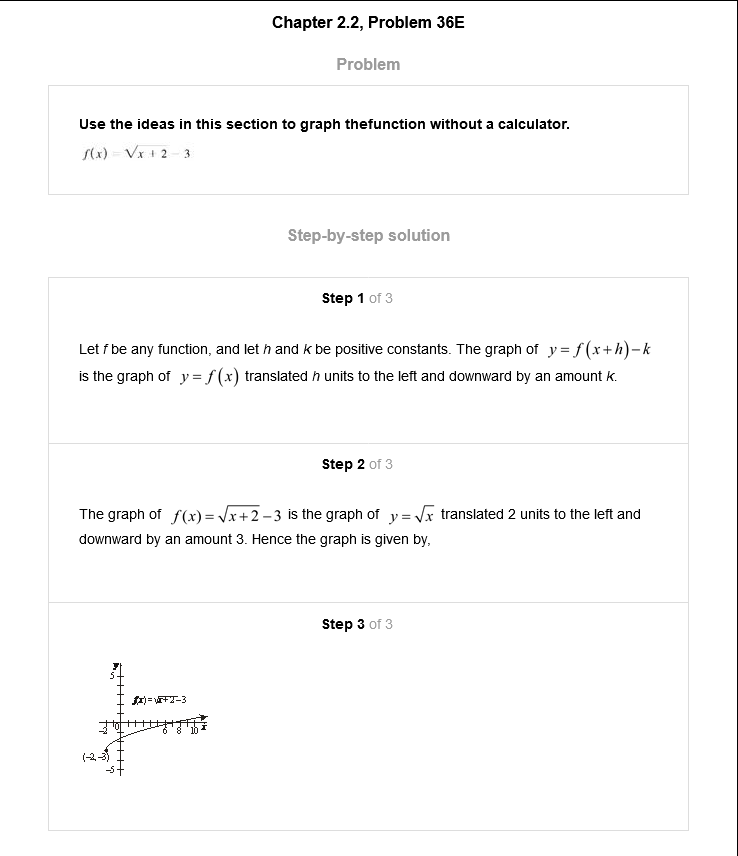 Chapter 2.2, Problem 36E
Problem
Use the ideas in this section to graph thefunction without a calculator.
f(x) = √x + 2 − 3
Step-by-step solution
Step 1 of 3
Let f be any function, and let h and k be positive constants. The graph of y = f(x+h)−k
is the graph of y = f(x) translated h units to the left and downward by an amount k.
Step 2 of 3
The graph of f(x) = √x+2 −3 is the graph of y = √x translated 2 units to the left and
downward by an amount 3. Hence the graph is given by,
Step 3 of 3
y
5
f(x)=√x+2−3
−2 0 6 8 10 x
(−2,−3)
−5